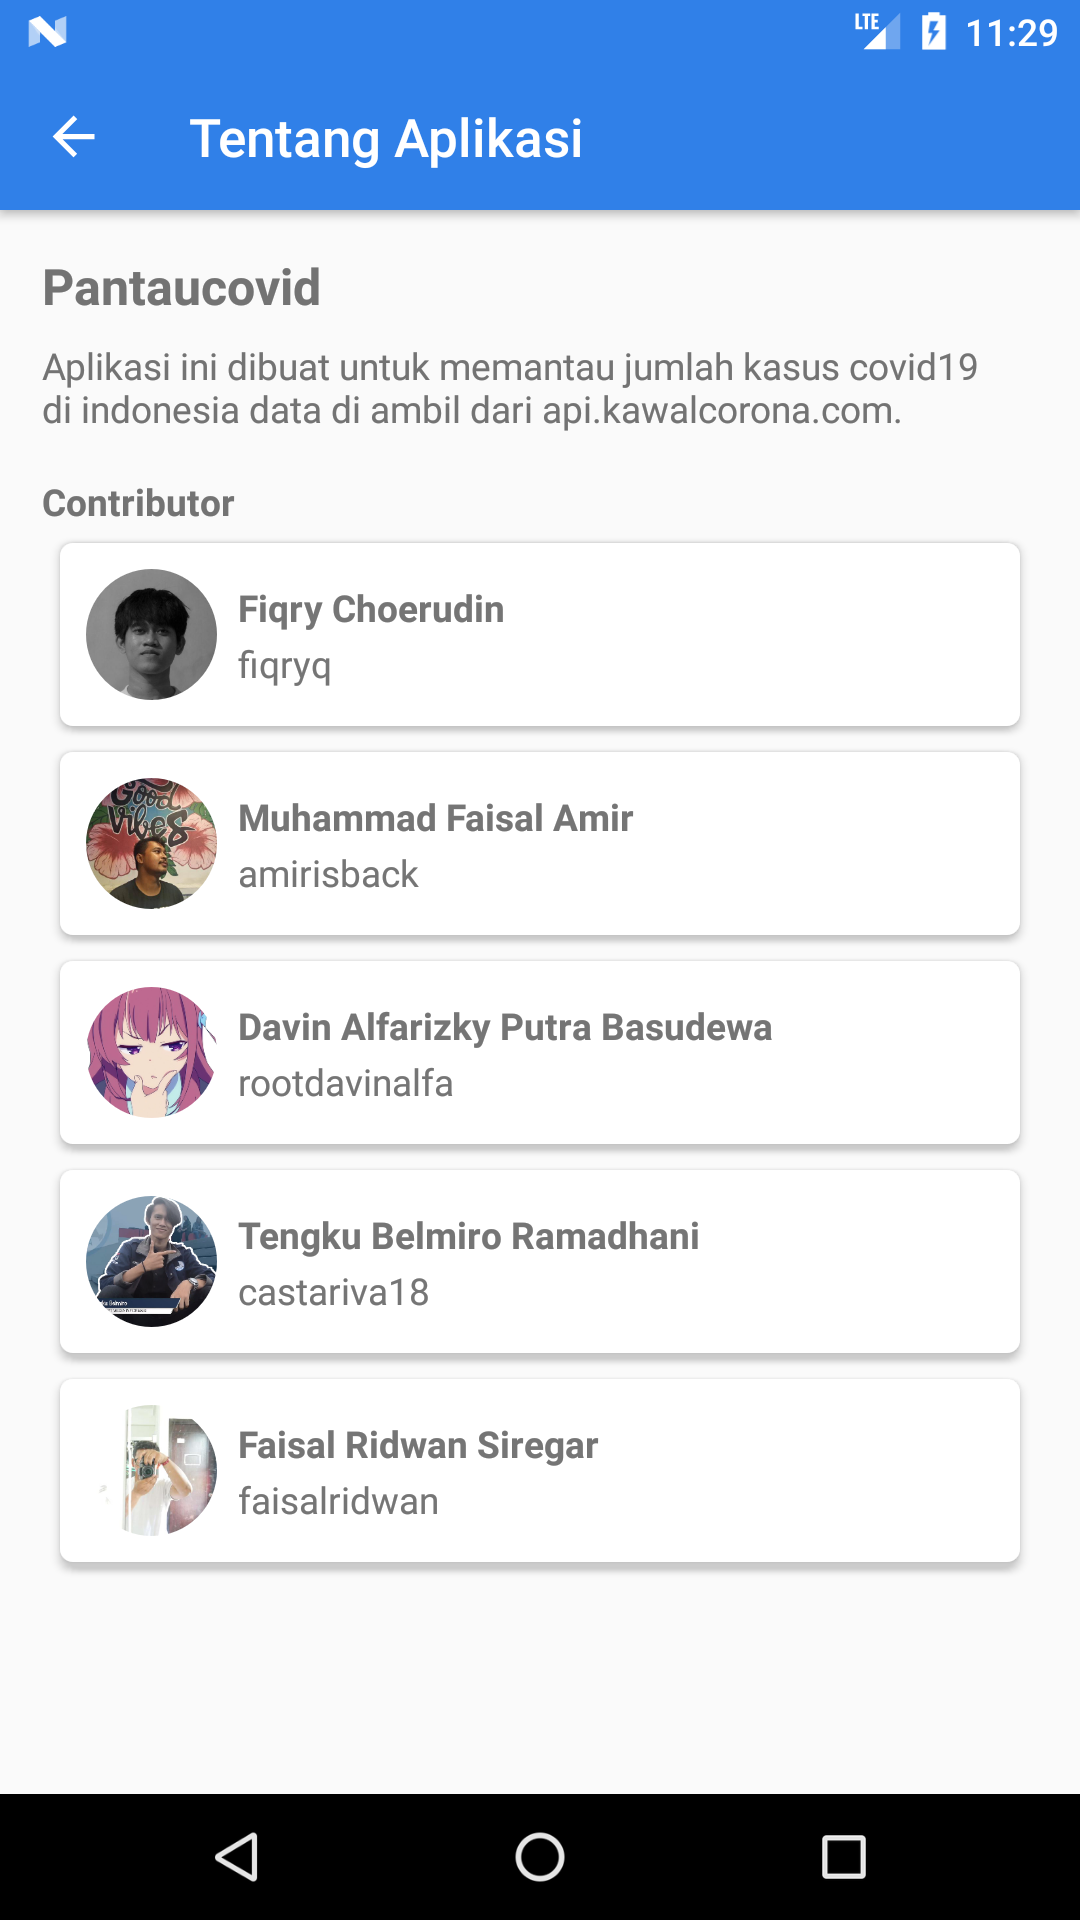 LTE 11:29
Tentang Aplikasi
Pantaucovid
Aplikasi ini dibuat untuk memantau jumlah kasus covid19
di indonesia data di ambil dari api.kawalcorona.com.
Contributor
Fiqry Choerudin
fiqryq
Good
Vibes
Muhammad Faisal Amir
amirisback
Davin Alfarizky Putra Basudewa
rootdavinalfa
Tengku Belmiro Ramadhani
castariva18
Belmiro
Faisal Ridwan Siregar
faisalridwan